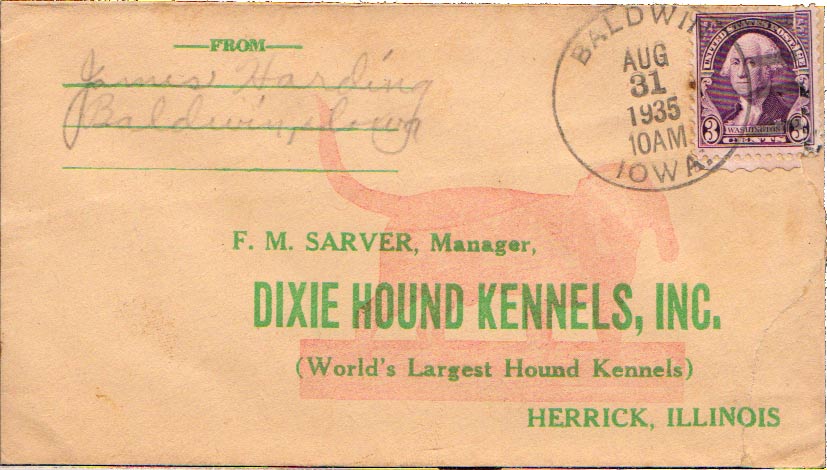 FROM
James Harding
Baldwin, Iowa
BALDWIN
AUG
31
1935
10AM
IOWA.
UNITED STATES POSTAGE
3 WASHINGTON 3
CENTS
F. M. SARVER, Manager,
DIXIE HOUND KENNELS, INC.
(World's Largest Hound Kennels)
HERRICK, ILLINOIS